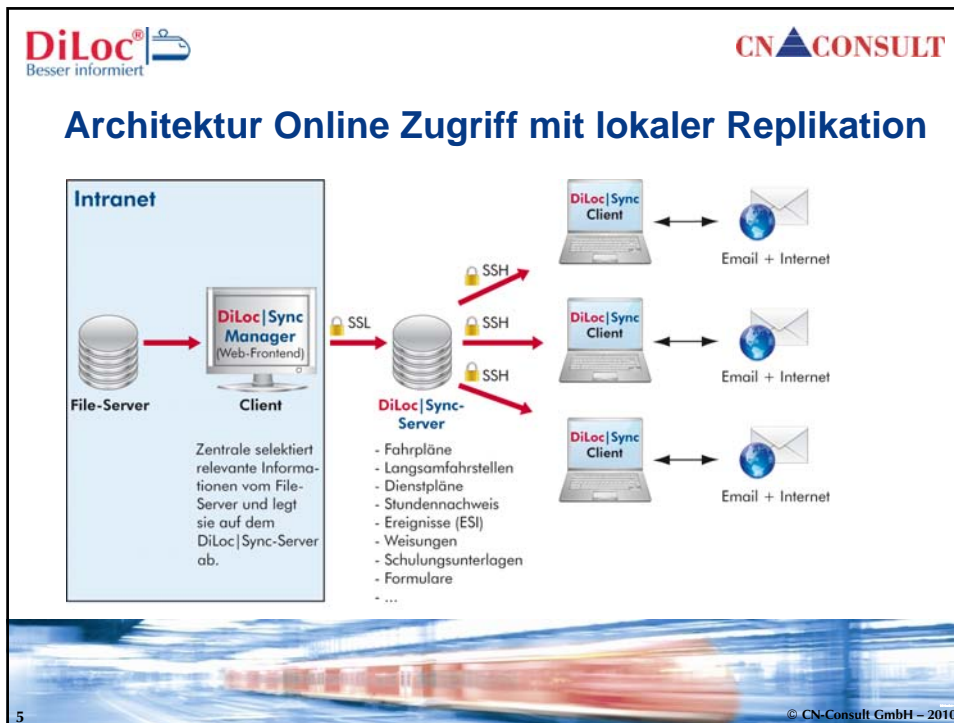 DiLoc®
Besser informiert
CN CONSULT
Architektur Online Zugriff mit lokaler Replikation
Intranet
File-Server
DiLoc|Sync
Manager
(Web-Frontend)
Client
Zentrale selektiert
relevante Informa-
tionen vom File-
Server und legt
sie auf dem
DiLoc|Sync-Server
ab.
SSL
DiLoc|Sync-
Server
- Fahrpläne
- Langsamfahrstellen
- Dienstpläne
- Stundennachweis
- Ereignisse (ESI)
- Weisungen
- Schulungsunterlagen
- Formulare
- ...
SSH
SSH
SSH
DiLoc|Sync
Client
Email + Internet
DiLoc|Sync
Client
Email + Internet
DiLoc|Sync
Client
Email + Internet
5
© CN-Consult GmbH – 2010